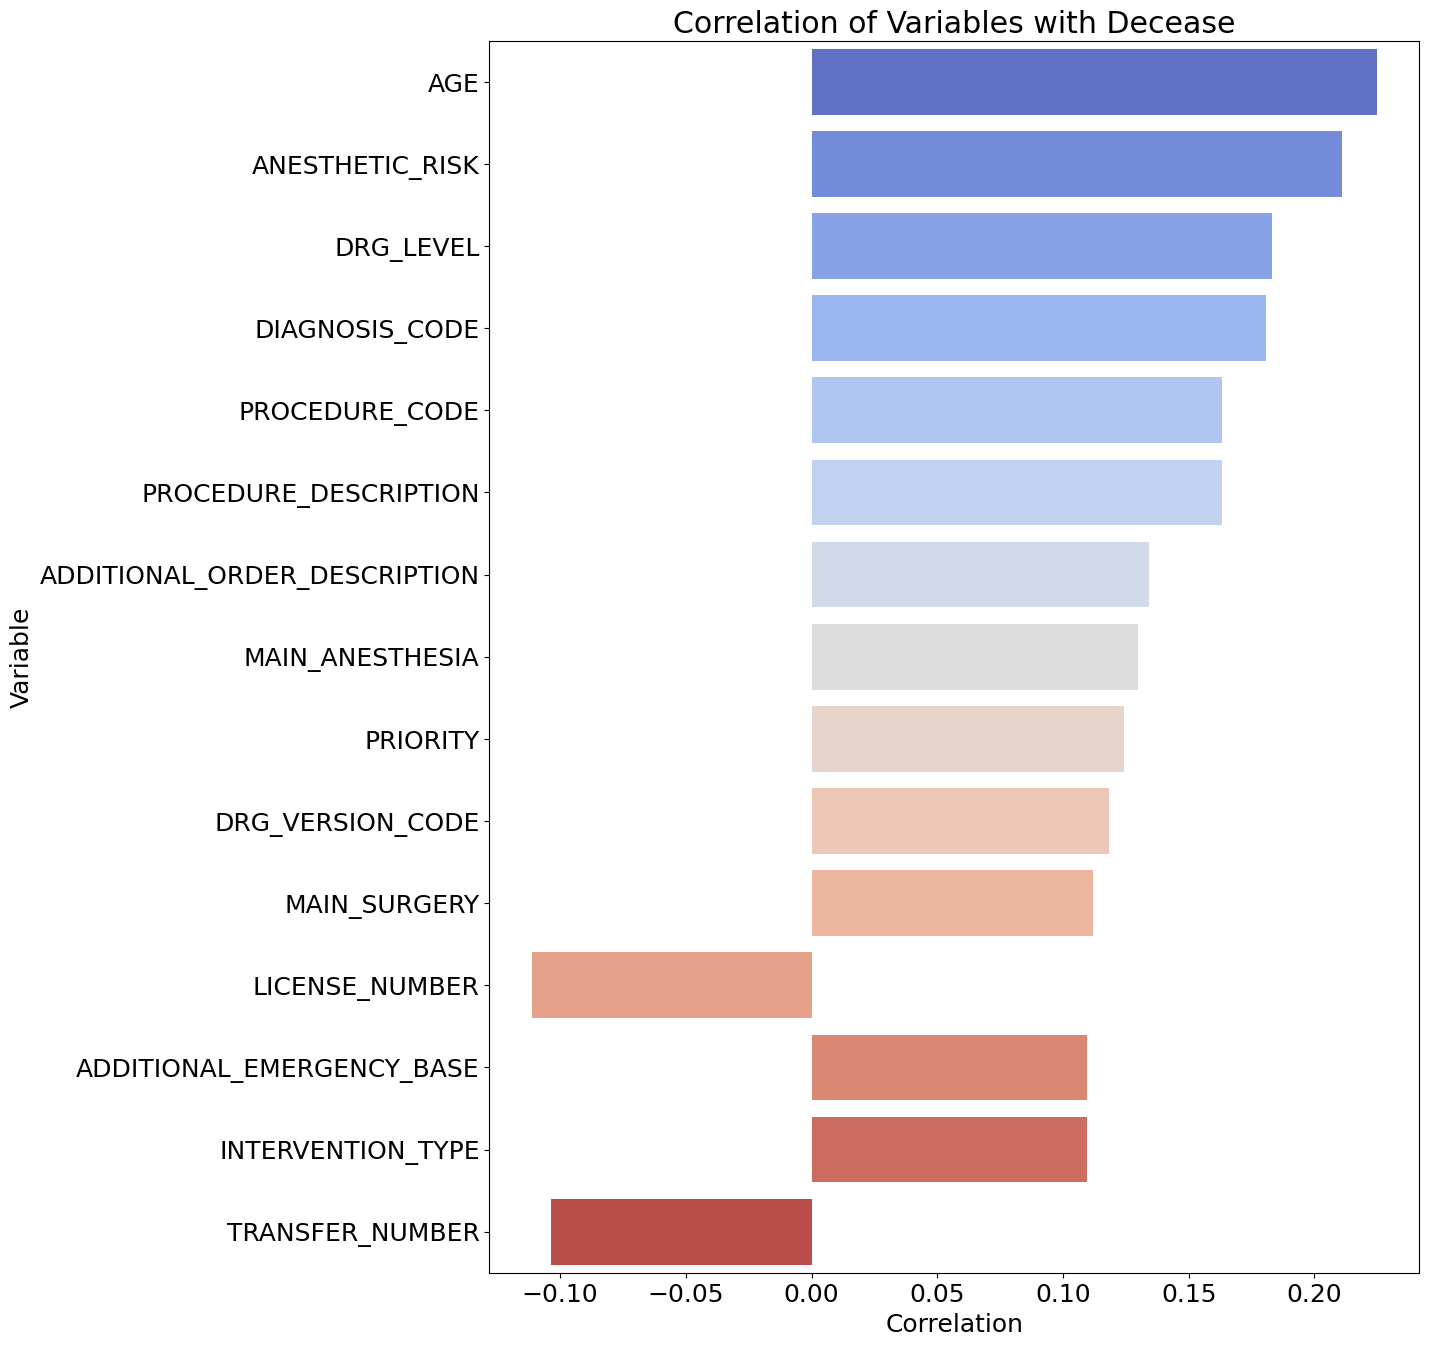 Correlation of Variables with Decease
AGE
ANESTHETIC_RISK
DRG_LEVEL
DIAGNOSIS_CODE
PROCEDURE_CODE
PROCEDURE_DESCRIPTION
ADDITIONAL_ORDER_DESCRIPTION
MAIN_ANESTHESIA
PRIORITY
DRG_VERSION_CODE
MAIN_SURGERY
LICENSE_NUMBER
ADDITIONAL_EMERGENCY_BASE
INTERVENTION_TYPE
TRANSFER_NUMBER
Variable
−0.10 −0.05 0.00 0.05 0.10 0.15 0.20
Correlation